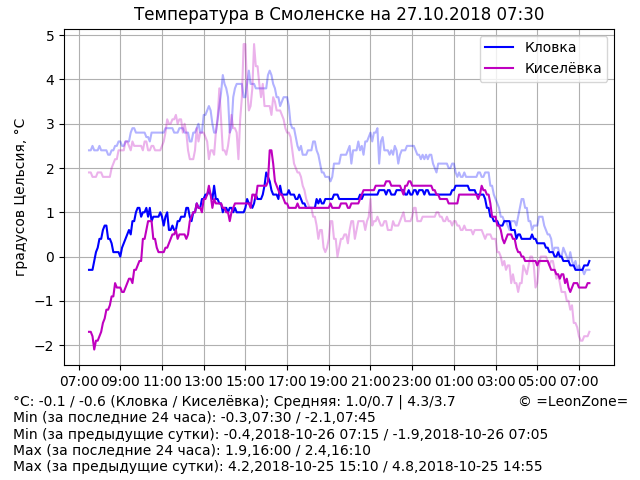 Температура в Смоленске на 27.10.2018 07:30
градусов Цельсия, °C
5
4
3
2
1
0
−1
−2
Кловка
Киселёвка
07:00 09:00 11:00 13:00 15:00 17:00 19:00 21:00 23:00 01:00 03:00 05:00 07:00
°C: -0.1 / -0.6 (Кловка / Киселёвка); Средняя: 1.0/0.7 | 4.3/3.7 © =LeonZone=
Min (за последние 24 часа): -0.3,07:30 / -2.1,07:45
Min (за предыдущие сутки): -0.4,2018-10-26 07:15 / -1.9,2018-10-26 07:05
Max (за последние 24 часа): 1.9,16:00 / 2.4,16:10
Max (за предыдущие сутки): 4.2,2018-10-25 15:10 / 4.8,2018-10-25 14:55